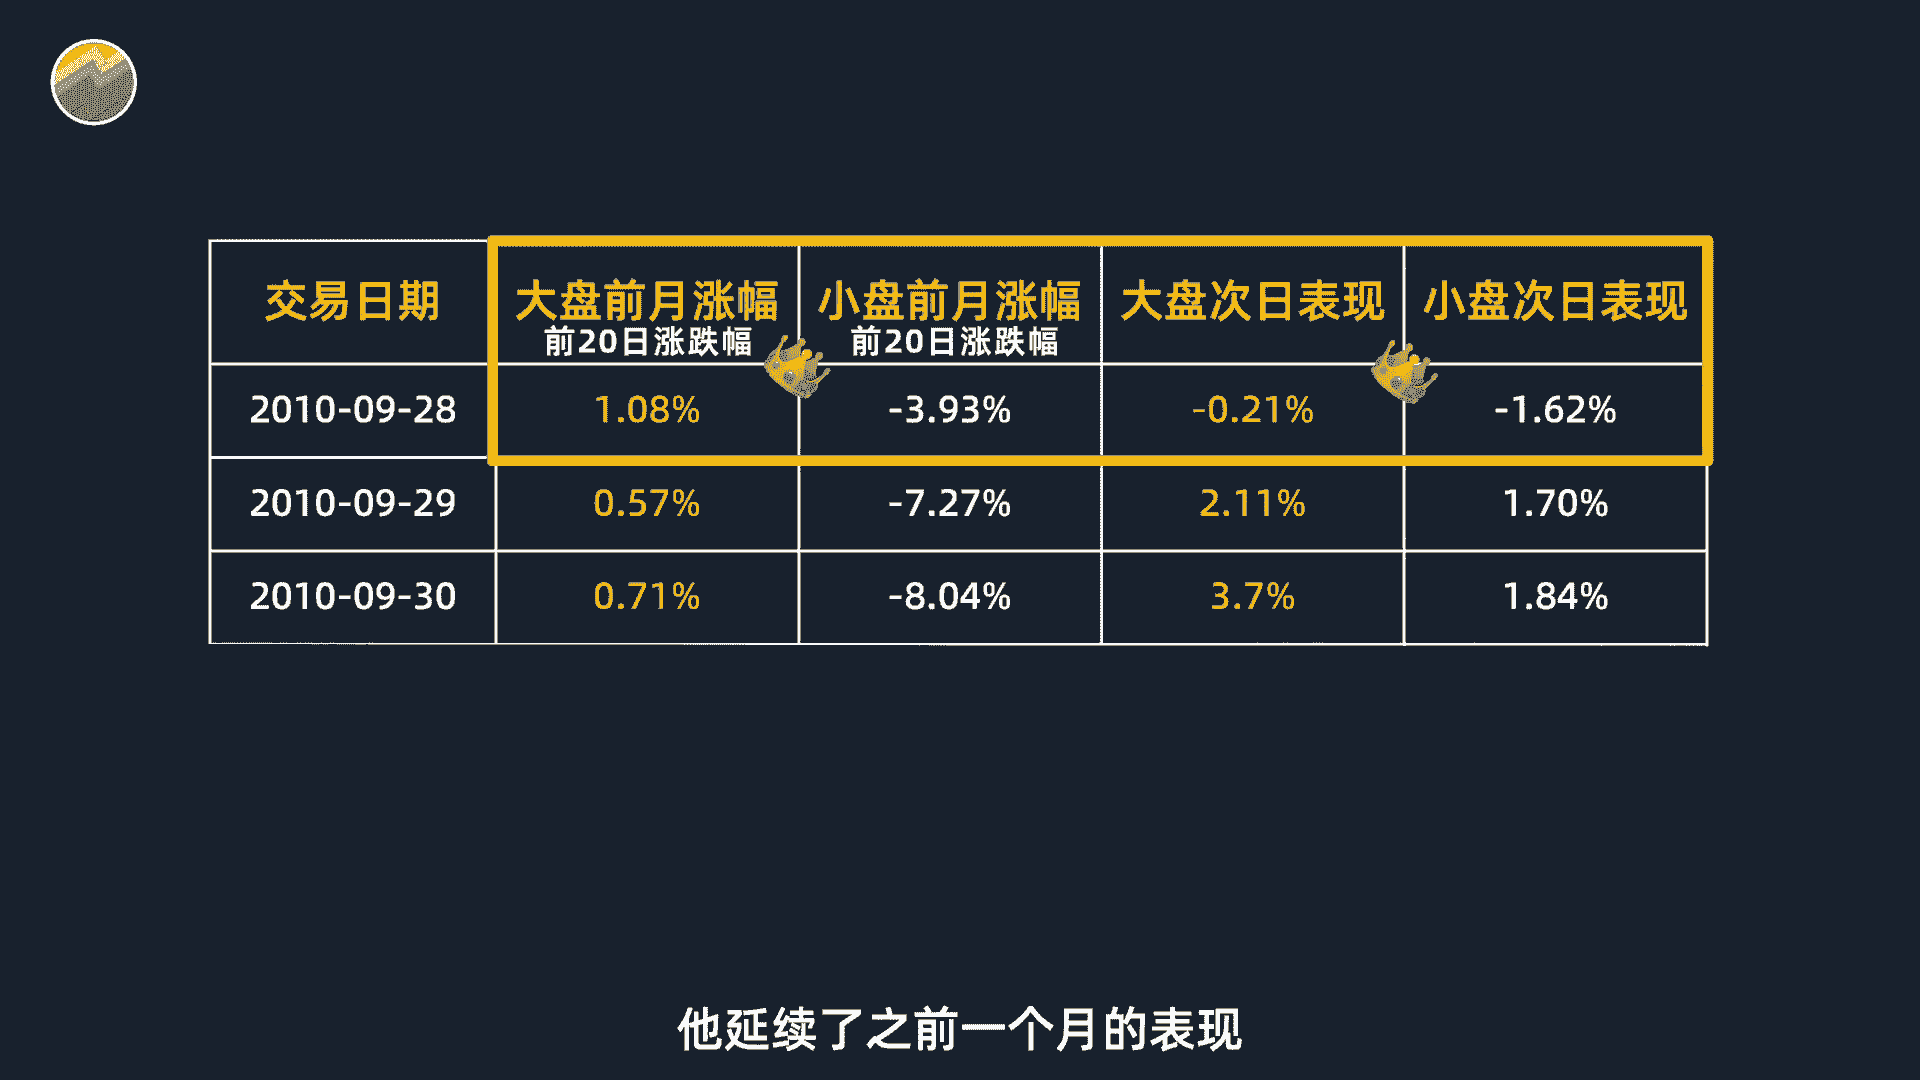 交易日期 大盘前月涨幅 小盘前月涨幅 大盘次日表现 小盘次日表现
前20日涨跌幅 前20日涨跌幅
2010-09-28 1.08% -3.93% -0.21% -1.62%
2010-09-29 0.57% -7.27% 2.11% 1.70%
2010-09-30 0.71% -8.04% 3.7% 1.84%
他延续了之前一个月的表现